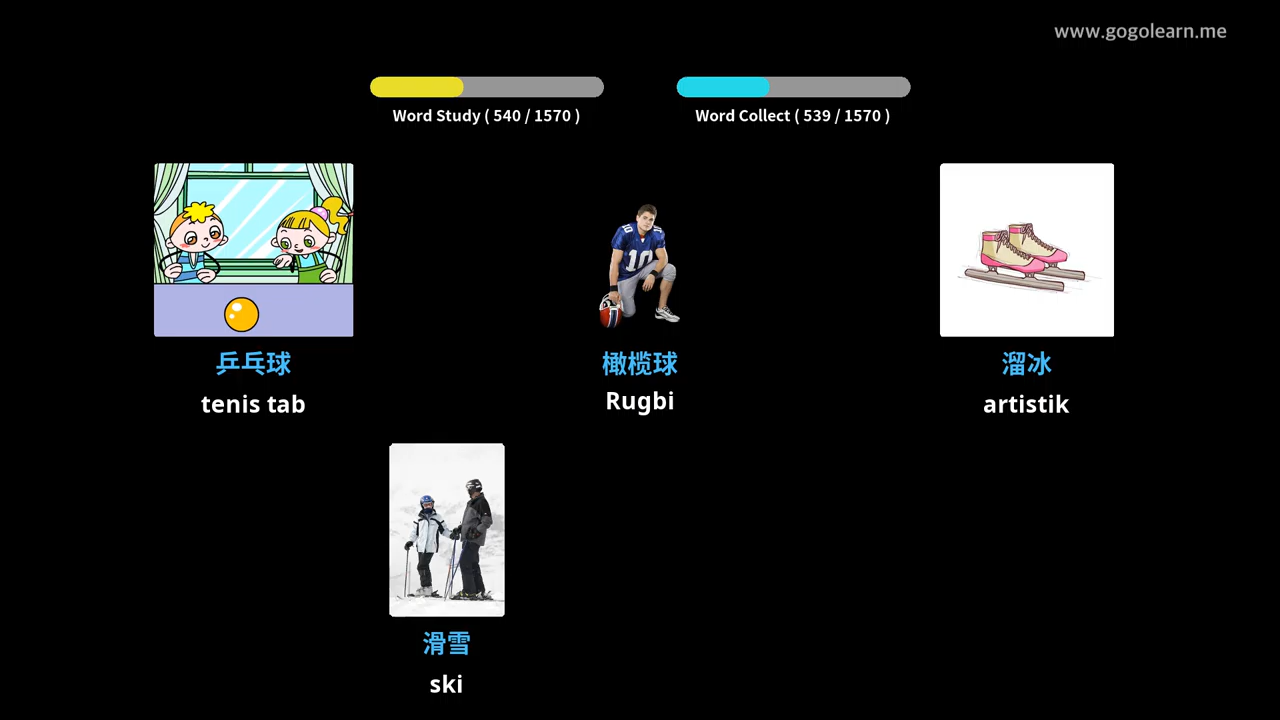 www.gogolearn.me
Word Study ( 540 / 1570 )
Word Collect ( 539 / 1570 )
乒乓球
橄榄球
溜冰
tenis tab
Rugbi
artistik
滑雪
ski
10